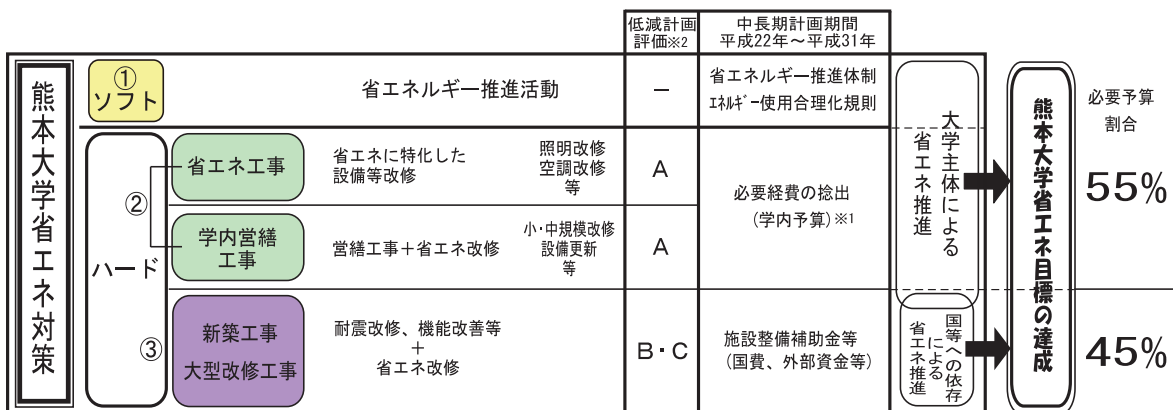 低減計画
評価※2
中長期計画期間
平成22年～平成31年
熊本大学省エネ対策
①
ソフト
省エネルギー推進活動
－
省エネルギー推進体制
ｴﾈﾙｷﾞｰ使用合理化規則
ハード
②
省エネ工事
省エネに特化した
設備等改修
照明改修
空調改修
等
A
学内営繕
工事
営繕工事＋省エネ改修
小・中規模改修
設備更新
等
A
必要経費の捻出
(学内予算)※1
③
新築工事
大型改修工事
耐震改修、機能改善等
＋
省エネ改修
B・C
施設整備補助金等
(国費、外部資金等)
大学主体による
省エネ推進
国等への依存
による
省エネ推進
熊本大学省エネ目標の達成
必要予算
割合
55%
45%